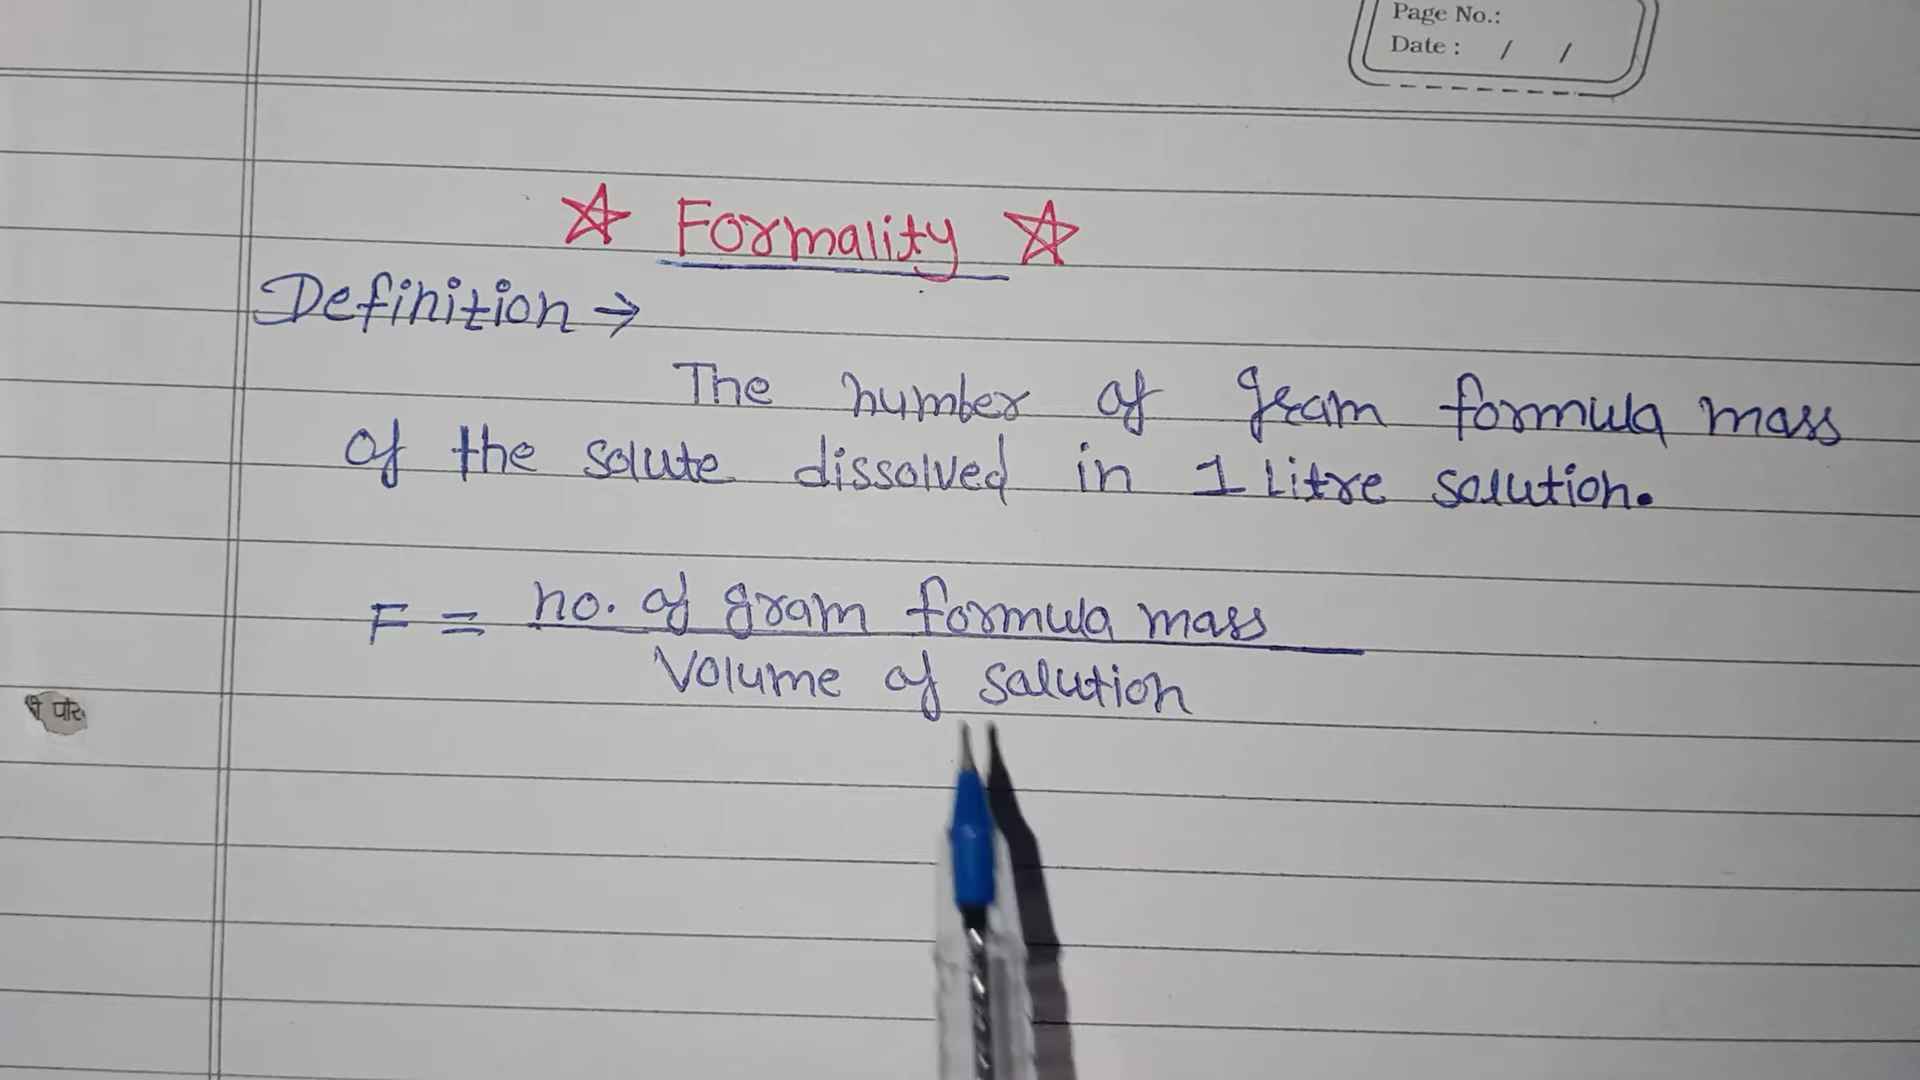 Page No.:
Date : / /
☆ Formality ☆
Definition →
The number of gram formula mass
of the solute dissolved in 1 Litre solution.
F = no. of gram formula mass
Volume of solution